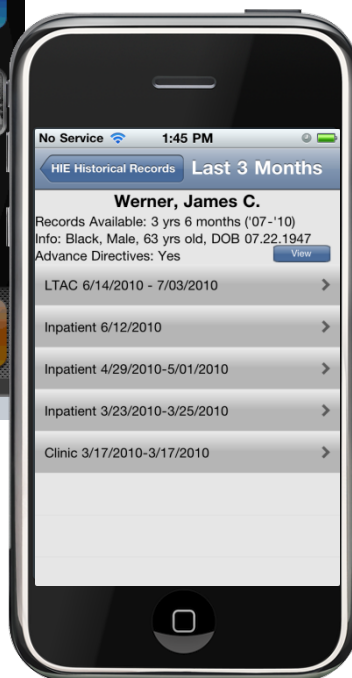 No Service 1:45 PM
HIE Historical Records Last 3 Months
Werner, James C.
Records Available: 3 yrs 6 months ('07-'10)
Info: Black, Male, 63 yrs old, DOB 07.22.1947
Advance Directives: Yes View
LTAC 6/14/2010 - 7/03/2010
Inpatient 6/12/2010
Inpatient 4/29/2010-5/01/2010
Inpatient 3/23/2010-3/25/2010
Clinic 3/17/2010-3/17/2010